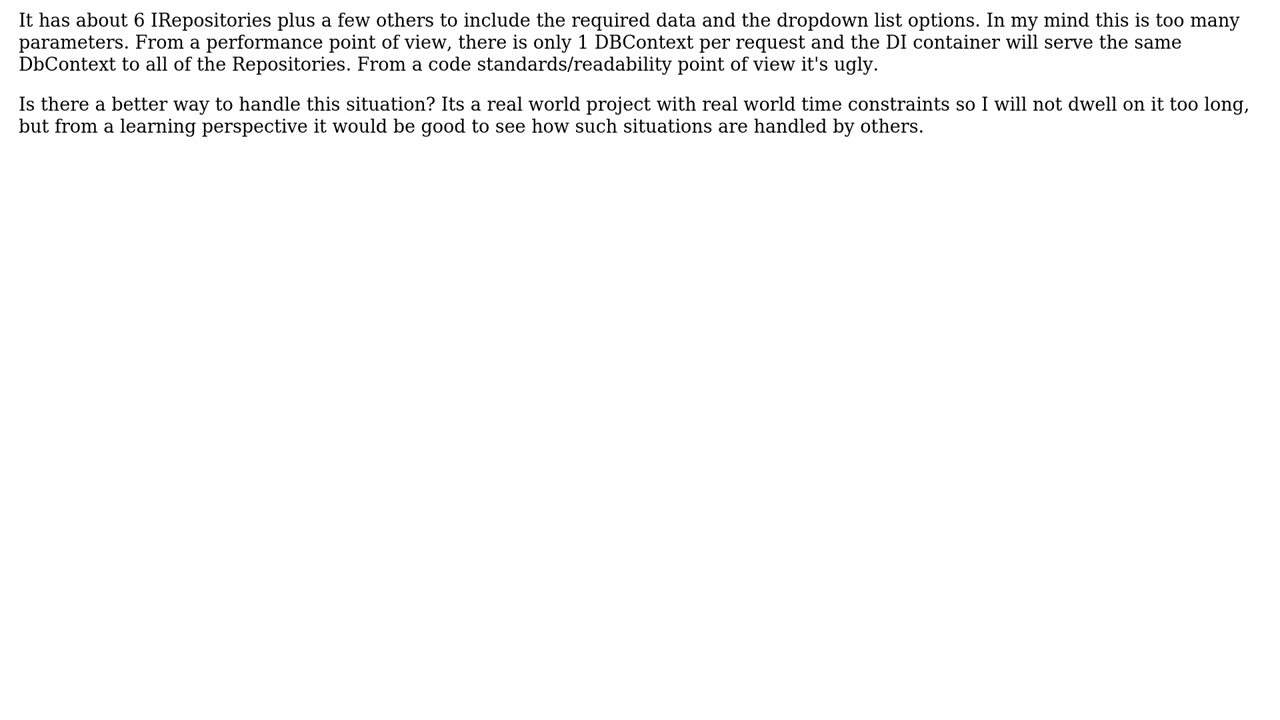 It has about 6 IRepositories plus a few others to include the required data and the dropdown list options. In my mind this is too many
parameters. From a performance point of view, there is only 1 DBContext per request and the DI container will serve the same
DbContext to all of the Repositories. From a code standards/readability point of view it's ugly.
Is there a better way to handle this situation? Its a real world project with real world time constraints so I will not dwell on it too long,
but from a learning perspective it would be good to see how such situations are handled by others.